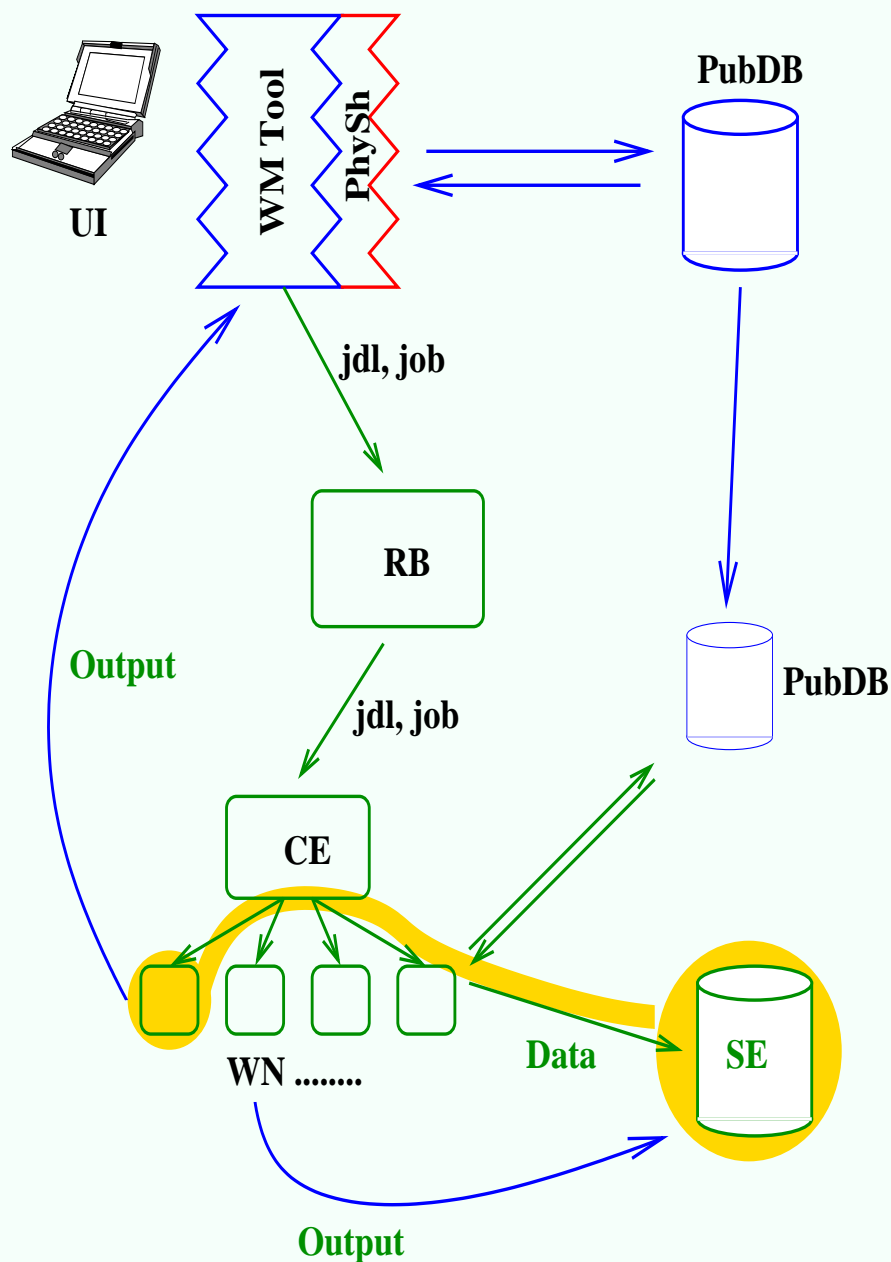 PubDB
WM Tool
PhySh
UI
jdl, job
RB
Output
PubDB
jdl, job
CE
Data
SE
WN ........
Output